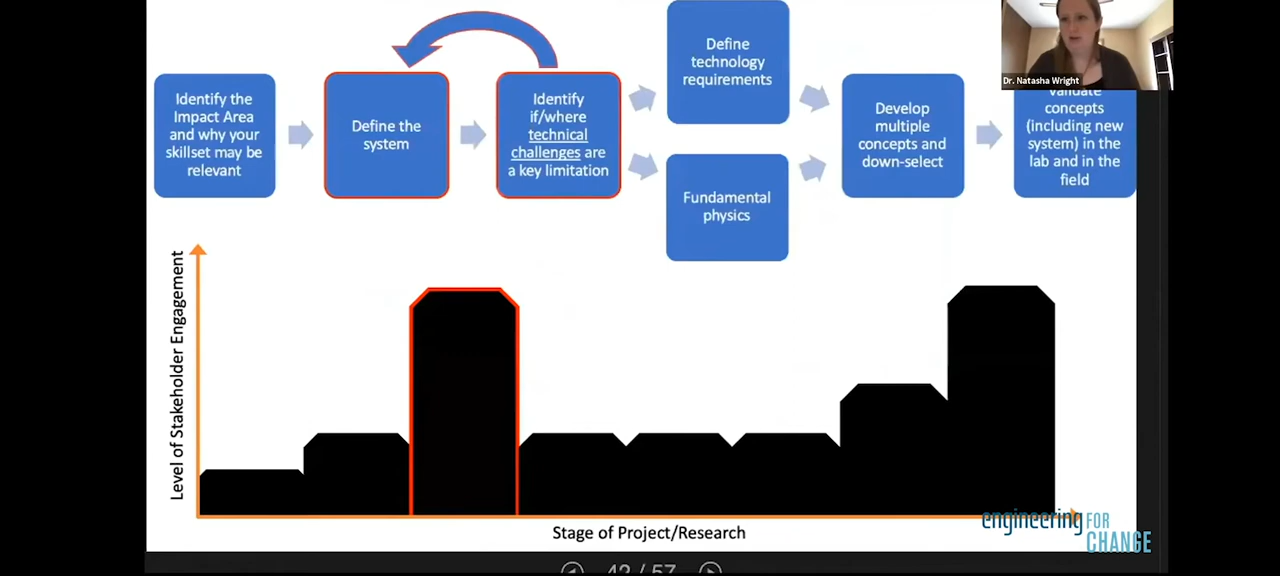 Identify the
Impact Area
and why your
skillset may be
relevant
Define the
system
Identify
if/where
technical
challenges are
a key limitation
Define
technology
requirements
Fundamental
physics
Develop
multiple
concepts and
down-select
Dr. Natasha Wright
Validate
concepts
(including new
system) in the
lab and in the
field
Level of Stakeholder Engagement
Stage of Project/Research
engineering FOR
CHANGE
42 / 57